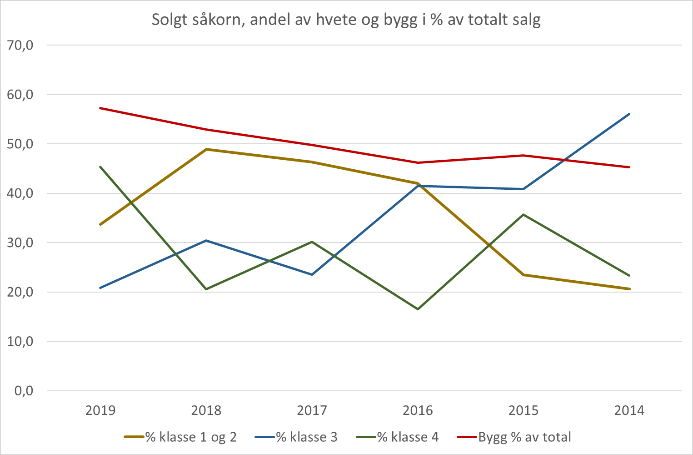 Solgt såkorn, andel av hvete og bygg i % av totalt salg
70,0
60,0
50,0
40,0
30,0
20,0
10,0
0,0
2019 2018 2017 2016 2015 2014
% klasse 1 og 2 % klasse 3 % klasse 4 Bygg % av total